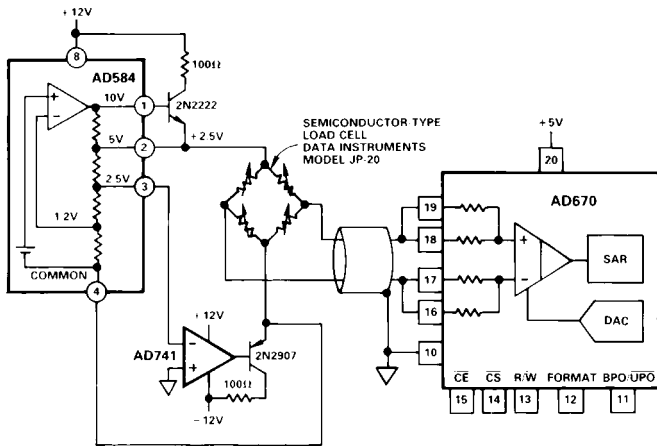 + 12V
8
AD584
100Ω
10V
1
2N2222
5V
2
+ 2.5V
2.5V
3
1 2V
COMMON
4
SEMICONDUCTOR-TYPE
LOAD CELL
DATA INSTRUMENTS
MODEL JP-20
+ 5V
20
AD670
19
18
17
16
10
+
−
SAR
DAC
+12V
AD741
−
+
2N2907
100Ω
− 12V
CE CS R/W FORMAT BPO/UPO
15 14 13 12 11
+
−